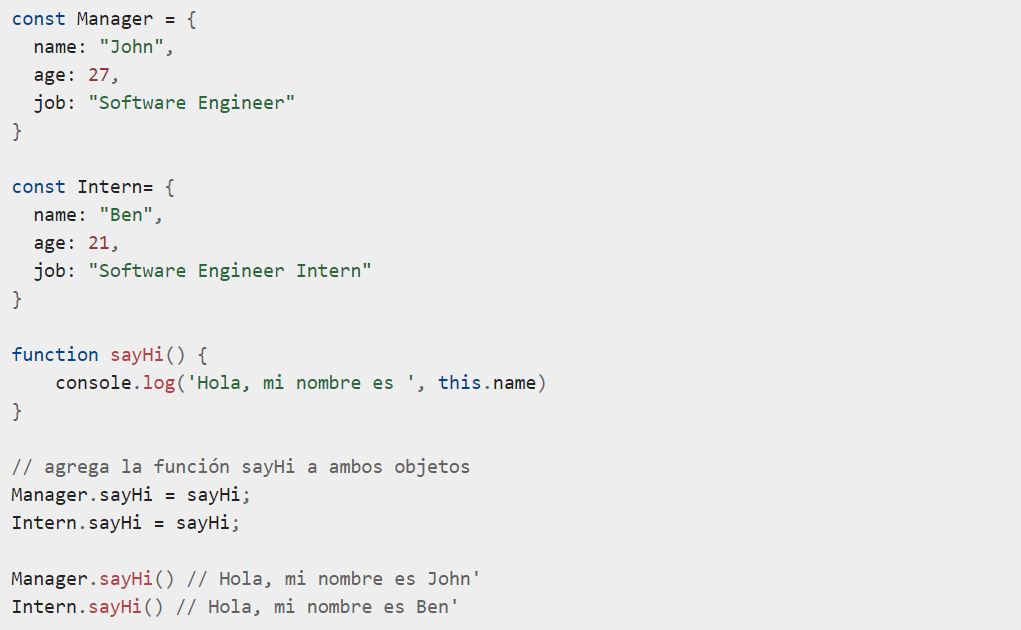 const Manager = {
  name: "John",
  age: 27,
  job: "Software Engineer"
}

const Intern= {
  name: "Ben",
  age: 21,
  job: "Software Engineer Intern"
}

function sayHi() {
    console.log('Hola, mi nombre es ', this.name)
}

// agrega la función sayHi a ambos objetos
Manager.sayHi = sayHi;
Intern.sayHi = sayHi;

Manager.sayHi() // Hola, mi nombre es John'
Intern.sayHi() // Hola, mi nombre es Ben'